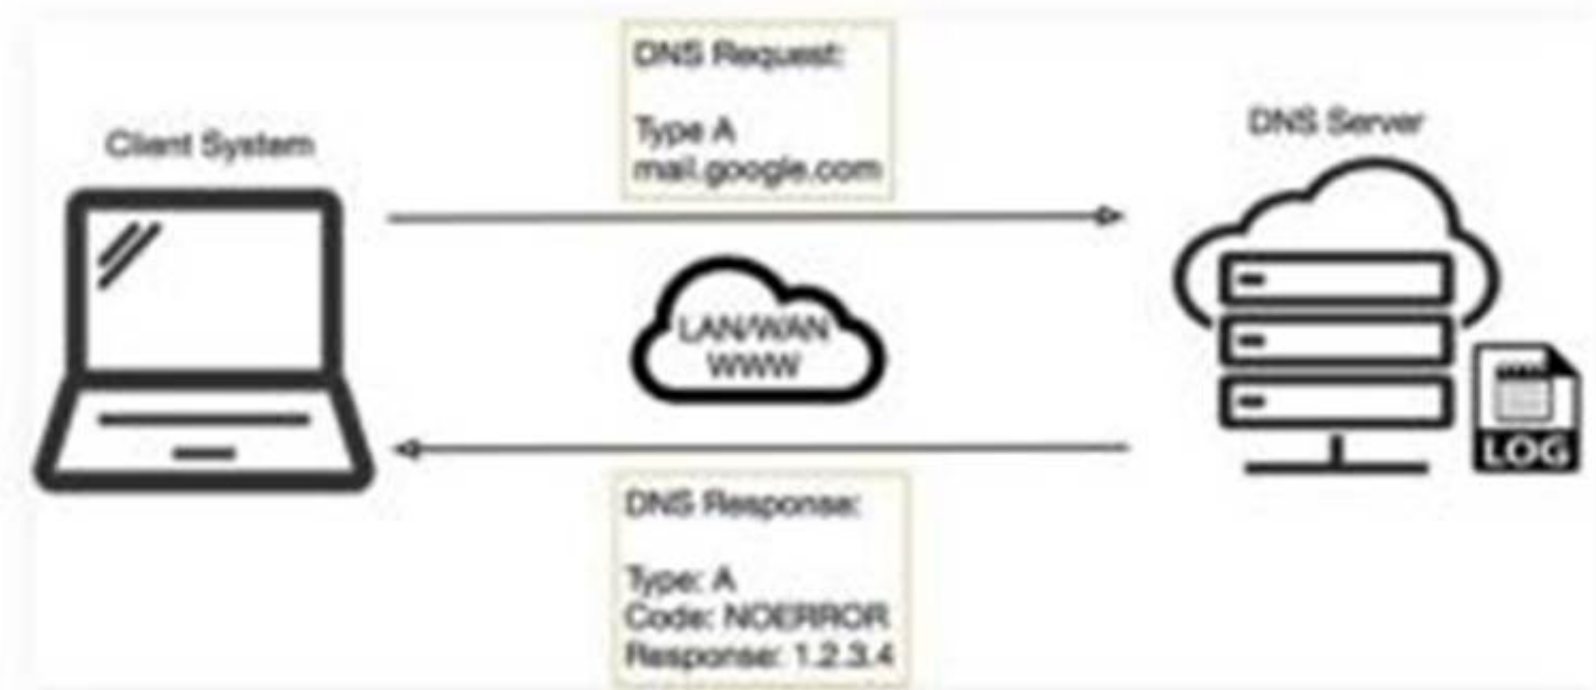 DNS Request:
Type A
mail.google.com
Client System
DNS Server
LAN/WAN
WWW
LOG
DNS Response:
Type: A
Code: NOERROR
Response: 1.2.3.4